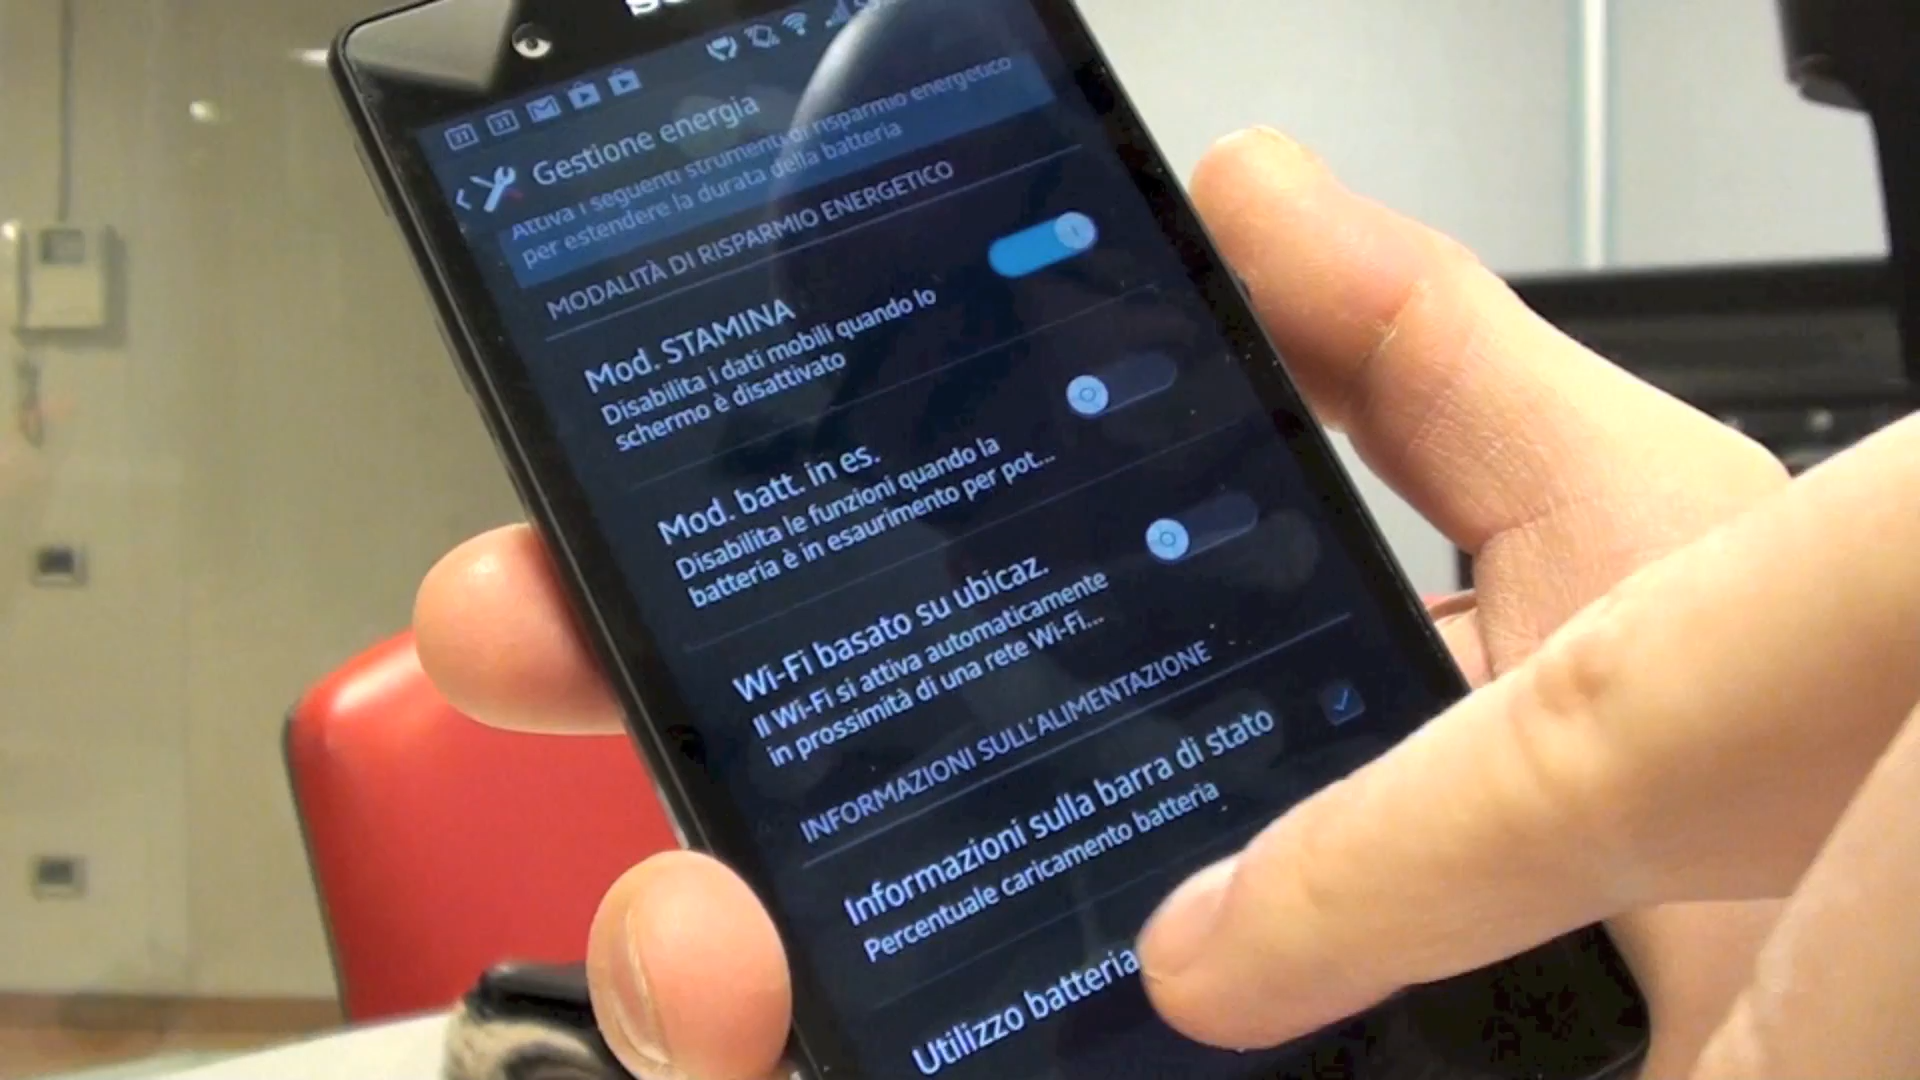 Gestione energia
Attiva i seguenti strumenti di risparmio energetico
per estendere la durata della batteria
MODALITÀ DI RISPARMIO ENERGETICO
Mod. STAMINA
Disabilita i dati mobili quando lo
schermo è disattivato
Mod. batt. in es.
Disabilita le funzioni quando la
batteria è in esaurimento per pot...
Wi-Fi basato su ubicaz.
Il Wi-Fi si attiva automaticamente
in prossimità di una rete Wi-Fi...
INFORMAZIONI SULL'ALIMENTAZIONE
Informazioni sulla barra di stato
Percentuale caricamento batteria
Utilizzo batteria